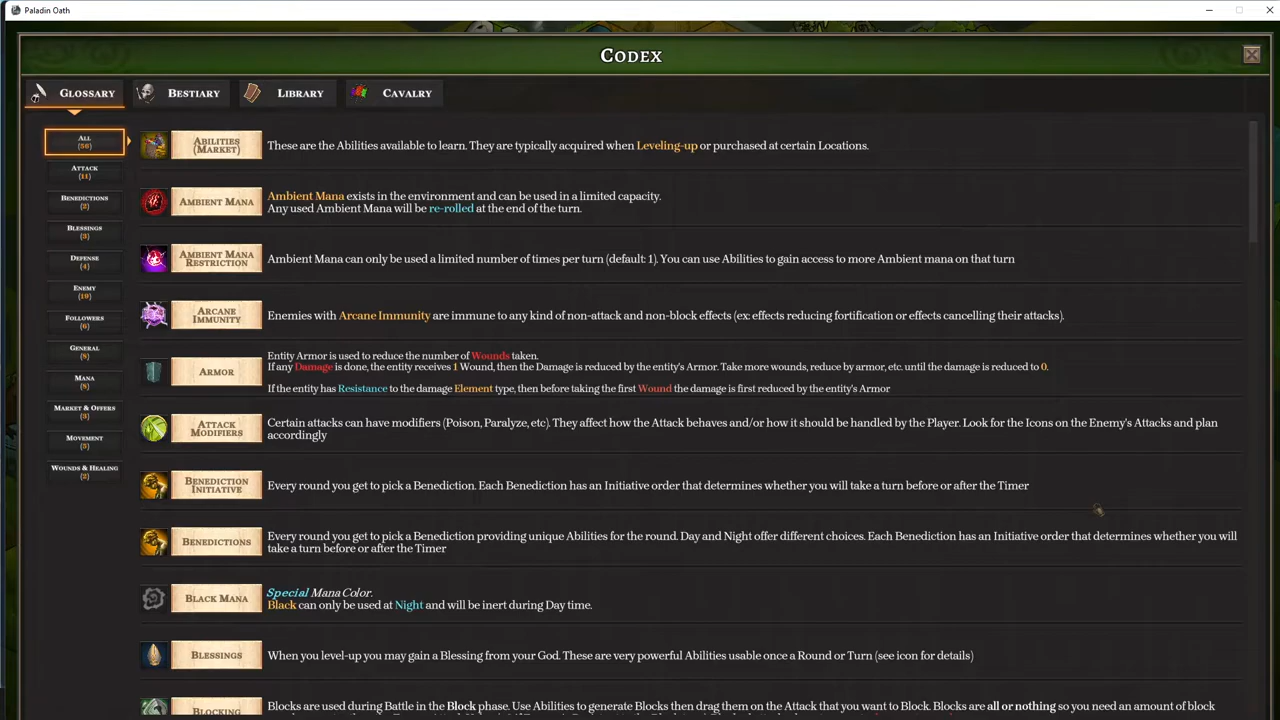 Paladin Oath
Codex
Glossary
Bestiary
Library
Cavalry
All
(56)
Attack
(11)
Benedictions
(2)
Blessings
(3)
Defense
(4)
Enemy
(19)
Followers
(6)
General
(8)
Mana
(8)
Market & Offers
(3)
Movement
(3)
Wounds & Healing
(2)
Abilities
(Market)
These are the Abilities available to learn. They are typically acquired when Leveling-up or purchased at certain Locations.
Ambient Mana
Ambient Mana exists in the environment and can be used in a limited capacity.
Any used Ambient Mana will be re-rolled at the end of the turn.
Ambient Mana
Restriction
Ambient Mana can only be used a limited number of times per turn (default: 1). You can use Abilities to gain access to more Ambient mana on that turn
Arcane
Immunity
Enemies with Arcane Immunity are immune to any kind of non-attack and non-block effects (ex: effects reducing fortification or effects cancelling their attacks).
Armor
Entity Armor is used to reduce the number of Wounds taken.
If any Damage is done, the entity receives 1 Wound, then the Damage is reduced by the entity's Armor. Take more wounds, reduce by armor, etc. until the damage is reduced to 0.
If the entity has Resistance to the damage Element type, then before taking the first Wound the damage is first reduced by the entity's Armor
Attack
Modifiers
Certain attacks can have modifiers (Poison, Paralyze, etc). They affect how the Attack behaves and/or how it should be handled by the Player. Look for the Icons on the Enemy's Attacks and plan
accordingly
Benediction
Initiative
Every round you get to pick a Benediction. Each Benediction has an Initiative order that determines whether you will take a turn before or after the Timer
Benedictions
Every round you get to pick a Benediction providing unique Abilities for the round. Day and Night offer different choices. Each Benediction has an Initiative order that determines whether you will
take a turn before or after the Timer
Black Mana
Special Mana Color.
Black can only be used at Night and will be inert during Day time.
Blessings
When you level-up you may gain a Blessing from your God. These are very powerful Abilities usable once a Round or Turn (see icon for details)
Blocking
Blocks are used during Battle in the Block phase. Use Abilities to generate Blocks then drag them on the Attack that you want to Block. Blocks are all or nothing so you need an amount of block